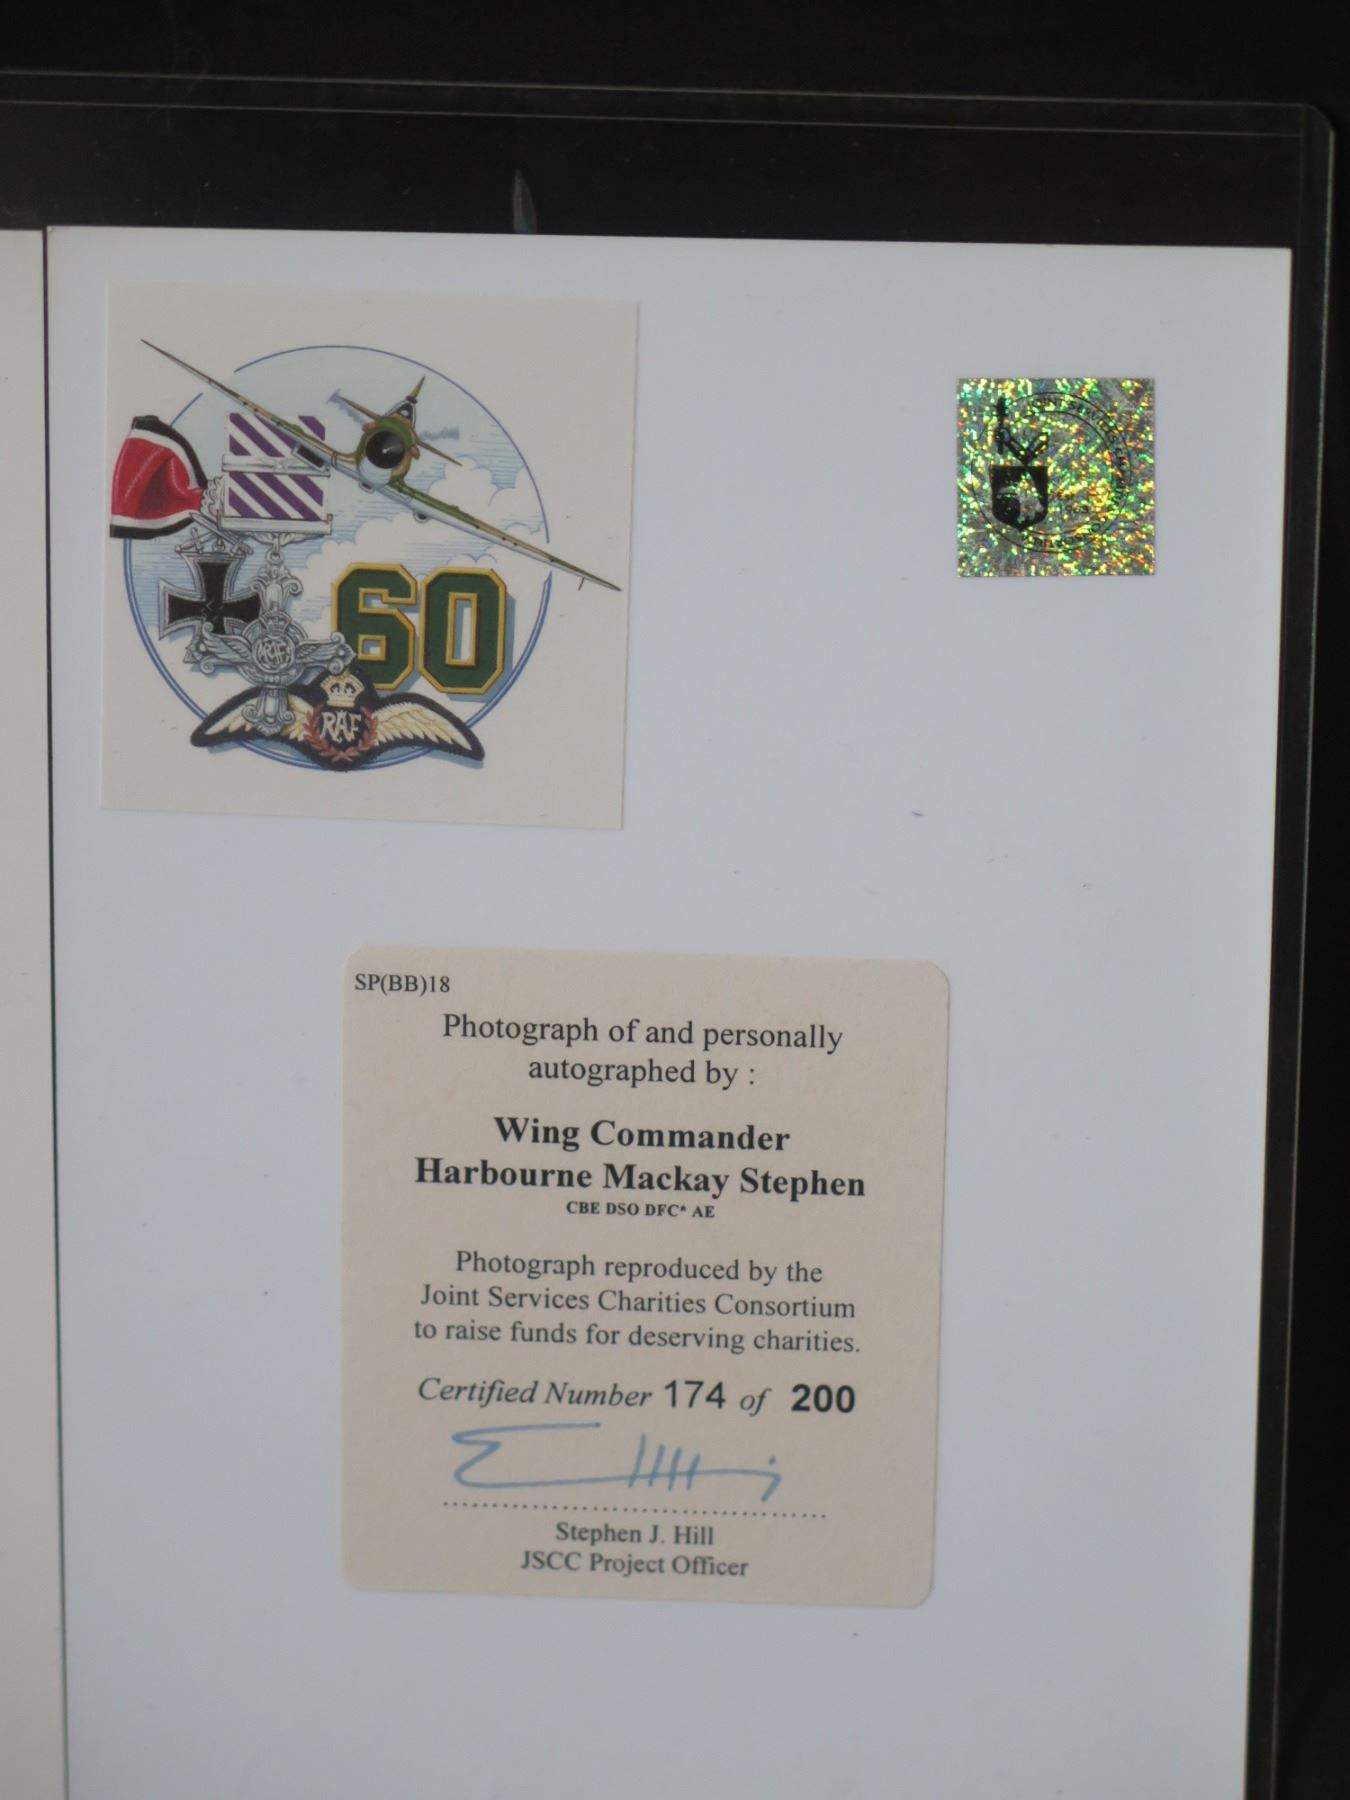 60
RAF
RAF
SP(BB)18
Photograph of and personally
autographed by :
Wing Commander
Harbourne Mackay Stephen
CBE DSO DFC* AE
Photograph reproduced by the
Joint Services Charities Consortium
to raise funds for deserving charities.
Certified Number 174 of 200
Stephen J. Hill
JSCC Project Officer